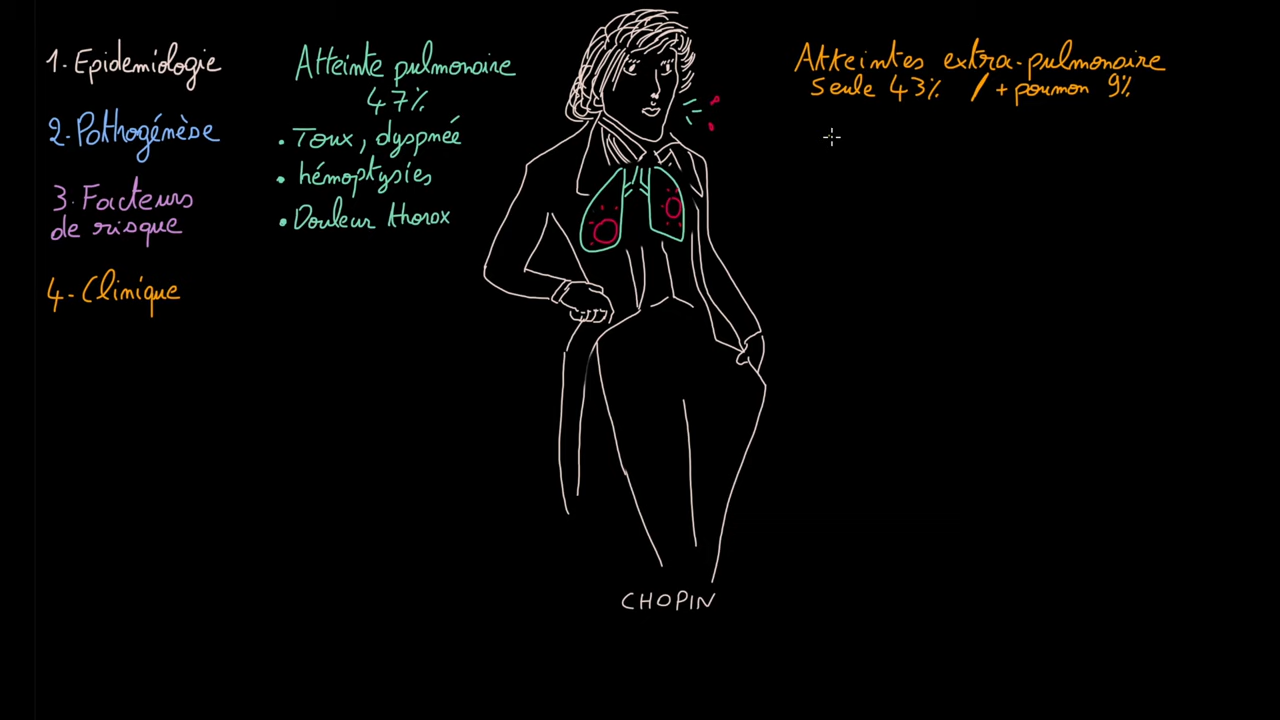 1. Epidemiologie
2. Pathogénèse
3. Facteurs
de risque
4- Clinique
Atteinte pulmonaire
47%
• Toux, dyspnée
• hémoptysies
• Douleur thorax
Atteintes extra-pulmonaire
seule 43% / + poumon 9%
CHOPIN